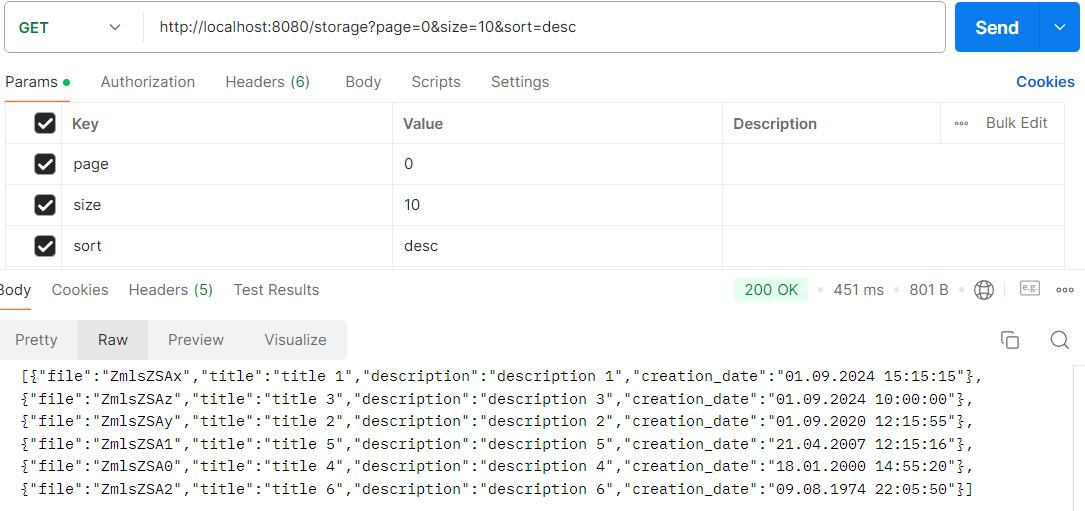 GET http://localhost:8080/storage?page=0&size=10&sort=desc Send
Params Authorization Headers (6) Body Scripts Settings Cookies
Key Value Description Bulk Edit
page 0
size 10
sort desc
Body Cookies Headers (5) Test Results 200 OK 451 ms 801 B e.g.
Pretty Raw Preview Visualize
[{"file":"ZmlsZSAx","title":"title 1","description":"description 1","creation_date":"01.09.2024 15:15:15"},
{"file":"ZmlsZSAz","title":"title 3","description":"description 3","creation_date":"01.09.2024 10:00:00"},
{"file":"ZmlsZSAy","title":"title 2","description":"description 2","creation_date":"01.09.2020 12:15:55"},
{"file":"ZmlsZSA1","title":"title 5","description":"description 5","creation_date":"21.04.2007 12:15:16"},
{"file":"ZmlsZSA0","title":"title 4","description":"description 4","creation_date":"18.01.2000 14:55:20"},
{"file":"ZmlsZSA2","title":"title 6","description":"description 6","creation_date":"09.08.1974 22:05:50"}]